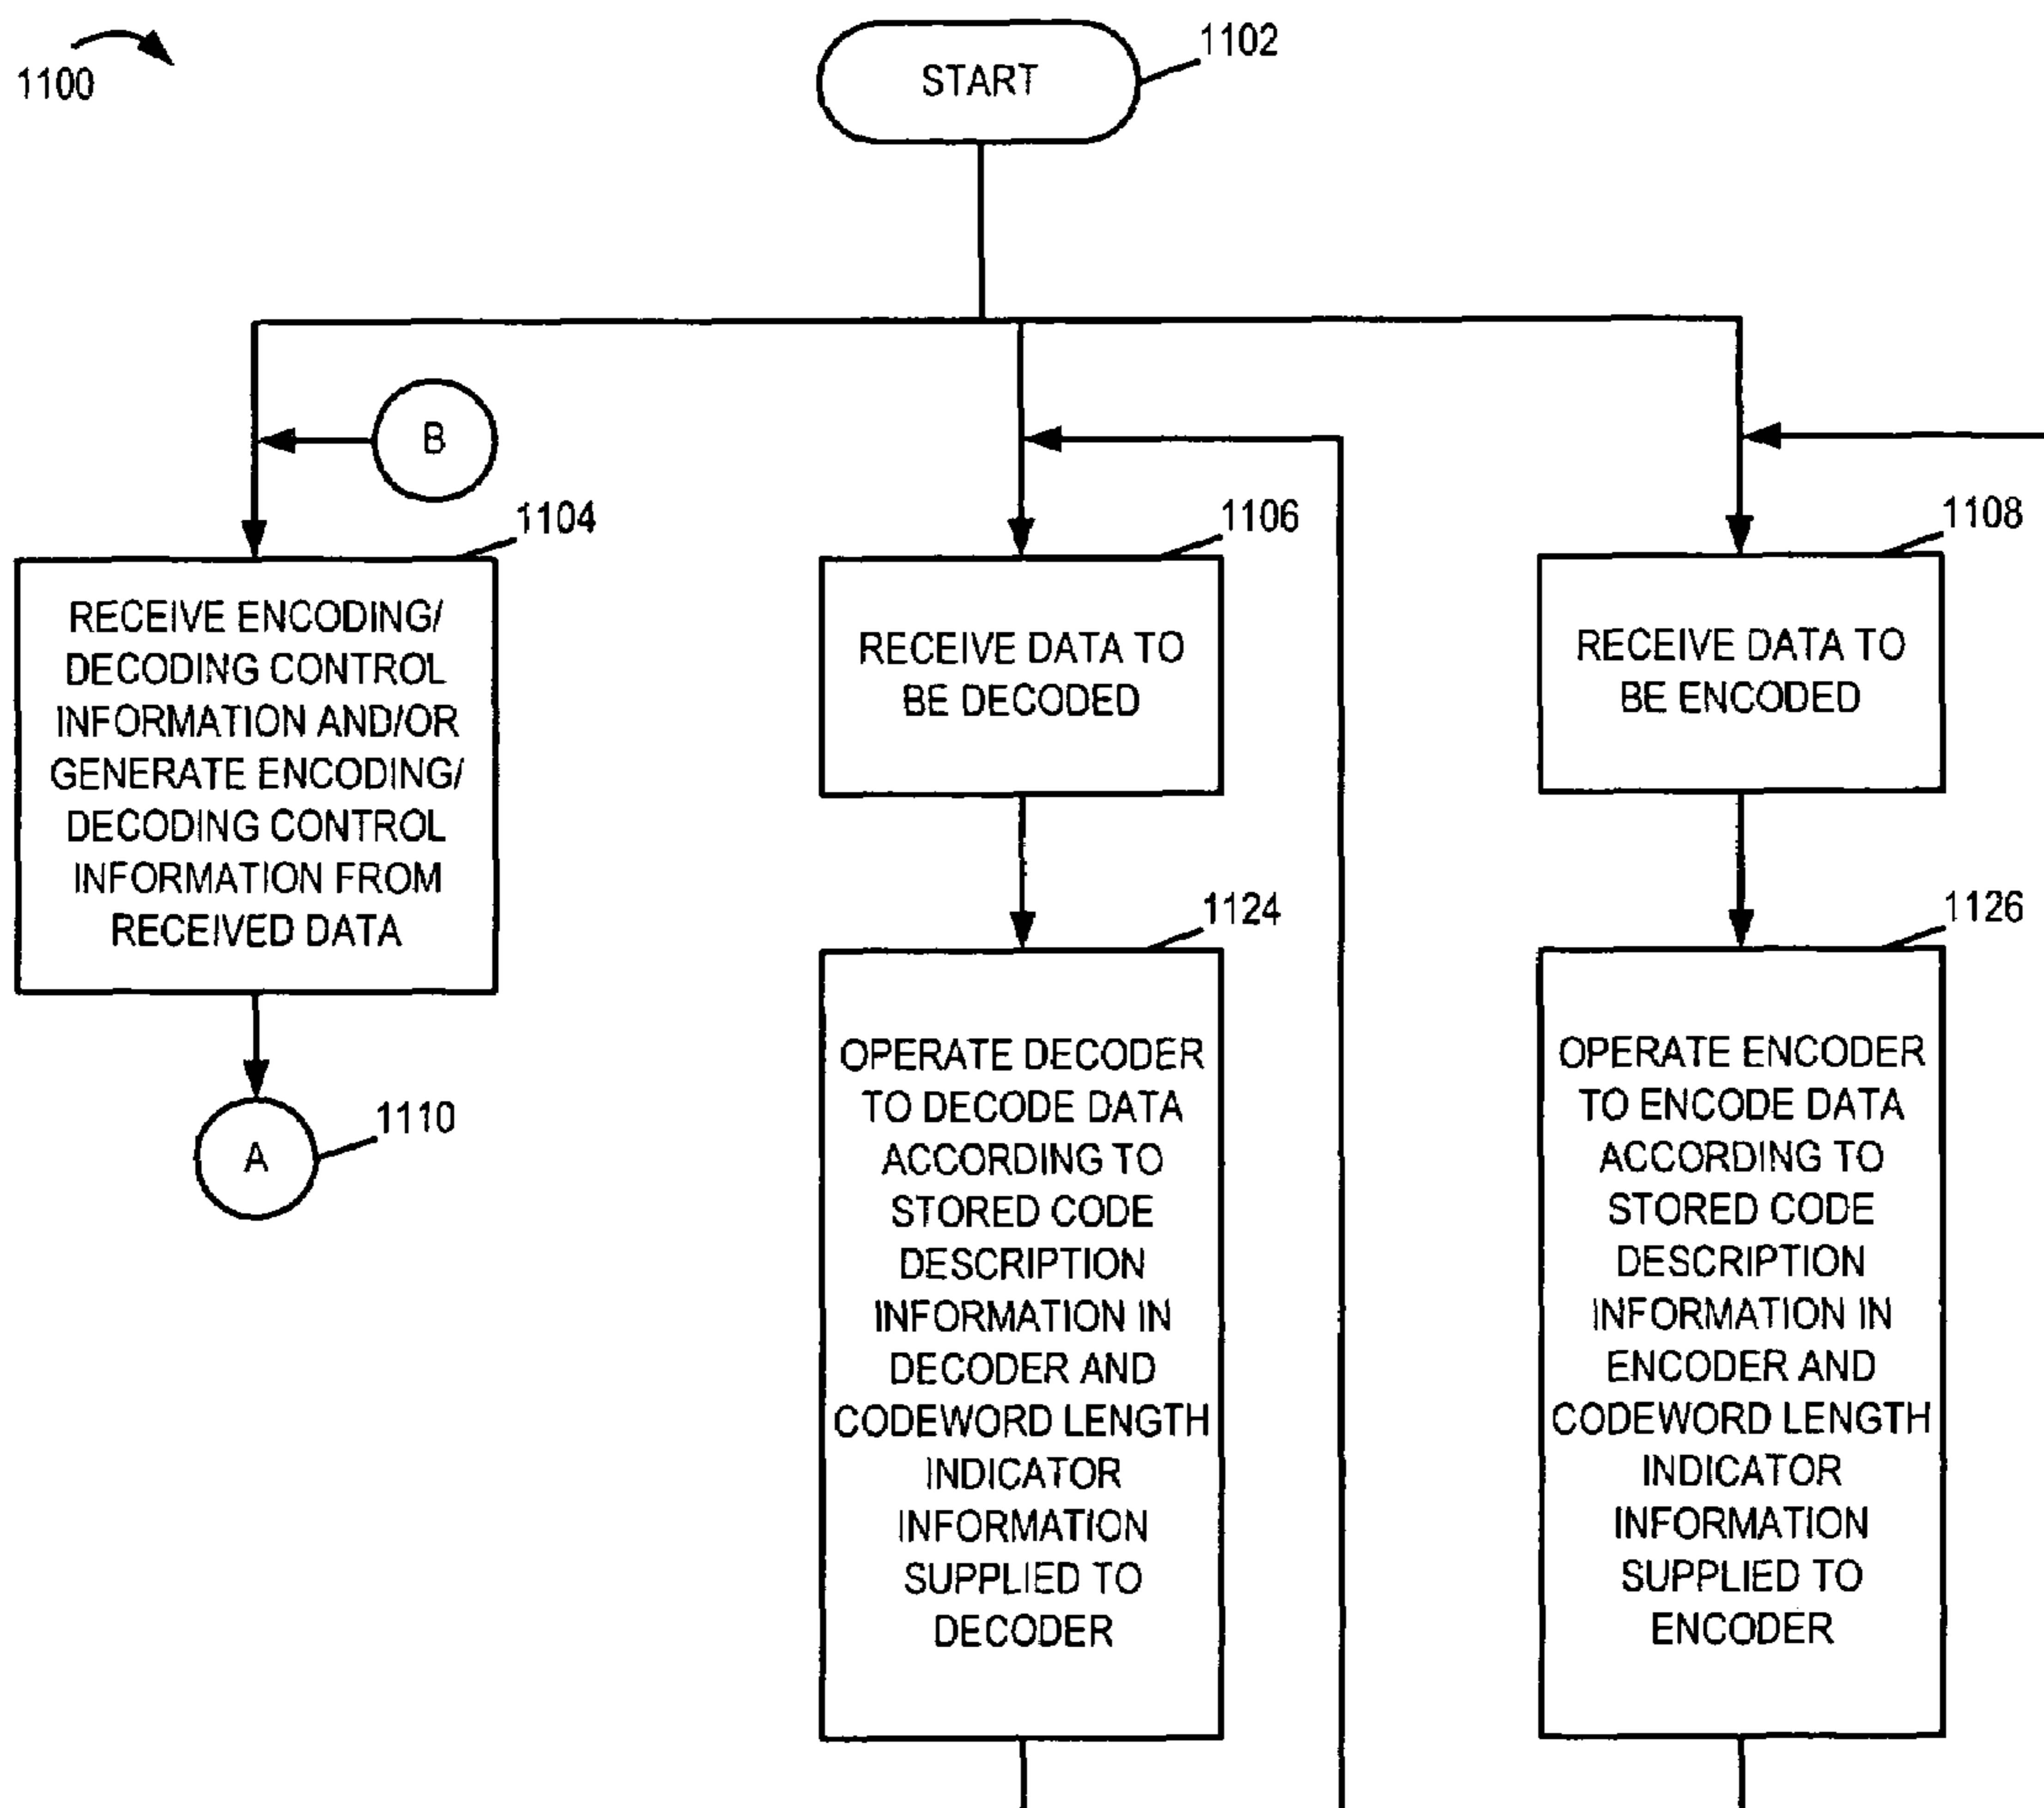 1100
START
1102
B
1104
RECEIVE ENCODING/
DECODING CONTROL
INFORMATION AND/OR
GENERATE ENCODING/
DECODING CONTROL
INFORMATION FROM
RECEIVED DATA
A
1110
1106
RECEIVE DATA TO
BE DECODED
1124
OPERATE DECODER
TO DECODE DATA
ACCORDING TO
STORED CODE
DESCRIPTION
INFORMATION IN
DECODER AND
CODEWORD LENGTH
INDICATOR
INFORMATION
SUPPLIED TO
DECODER
1108
RECEIVE DATA TO
BE ENCODED
1126
OPERATE ENCODER
TO ENCODE DATA
ACCORDING TO
STORED CODE
DESCRIPTION
INFORMATION IN
ENCODER AND
CODEWORD LENGTH
INDICATOR
INFORMATION
SUPPLIED TO
ENCODER